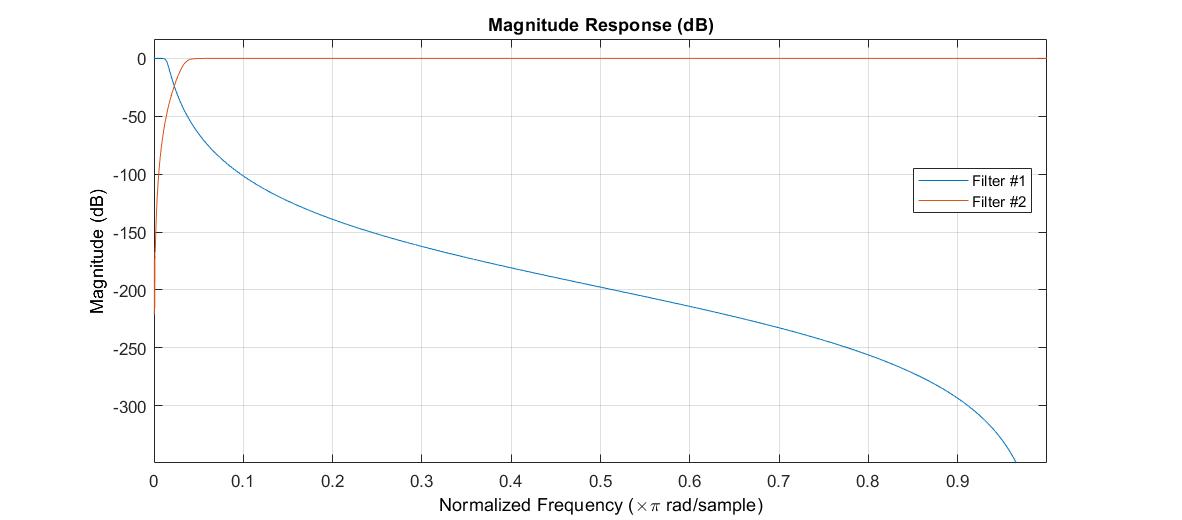 Magnitude Response (dB)
0
-50
-100
-150
-200
-250
-300
Magnitude (dB)
Filter #1
Filter #2
0 0.1 0.2 0.3 0.4 0.5 0.6 0.7 0.8 0.9
Normalized Frequency (×π rad/sample)